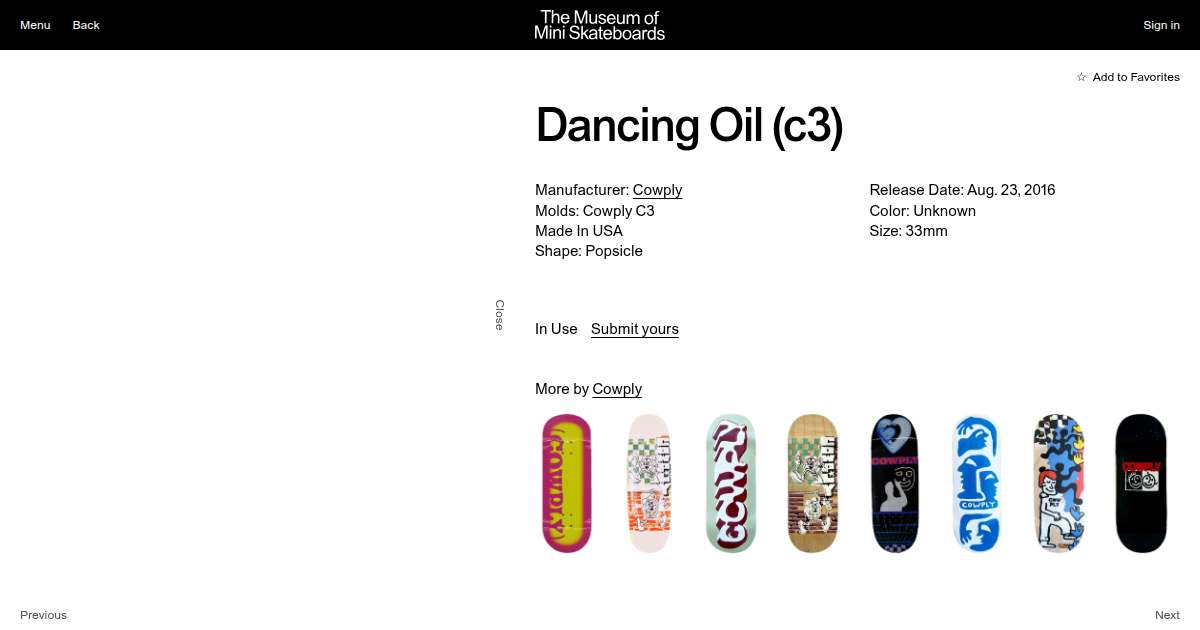 Menu
Back
The Museum of
Mini Skateboards
Sign in
☆ Add to Favorites
Dancing Oil (c3)
Manufacturer: Cowply
Molds: Cowply C3
Made In USA
Shape: Popsicle
Release Date: Aug. 23, 2016
Color: Unknown
Size: 33mm
Close
In Use
Submit yours
More by Cowply
COWPLY
COWPLY
COWPLY
COWPLY
COWPLY
Previous
Next